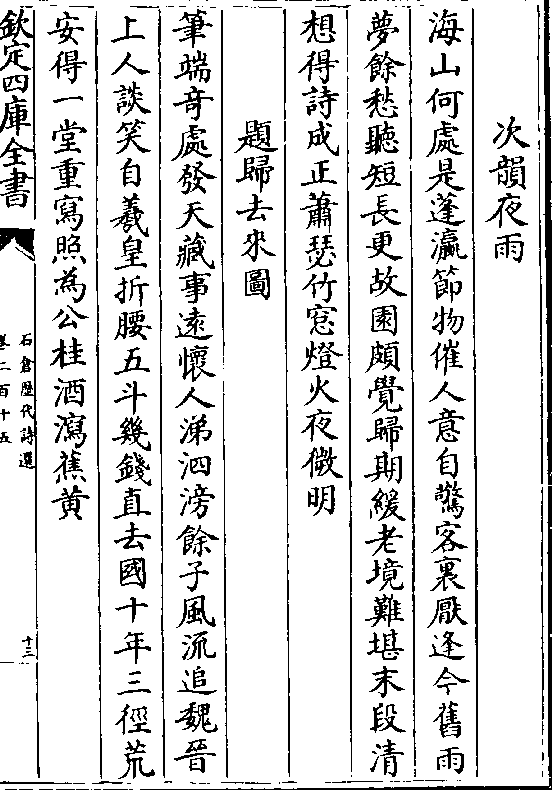 次韻夜雨
海山何處是蓬瀛節物催人意自驚客裏厭逢今舊雨
夢餘愁聽短長更故園頗覺歸期緩老境難堪末段清
想得詩成正蕭瑟竹窓燈火夜微明
題歸去來圖
筆端奇處發天藏事遠懷人涕泗滂餘子風流追魏晉
上人談笑自羲皇折腰五斗幾錢直去國十年三徑荒
安得一堂重寫照為公桂酒瀉蕉黄
欽定四庫全書
石倉歴代詩選
卷二百十五
十三